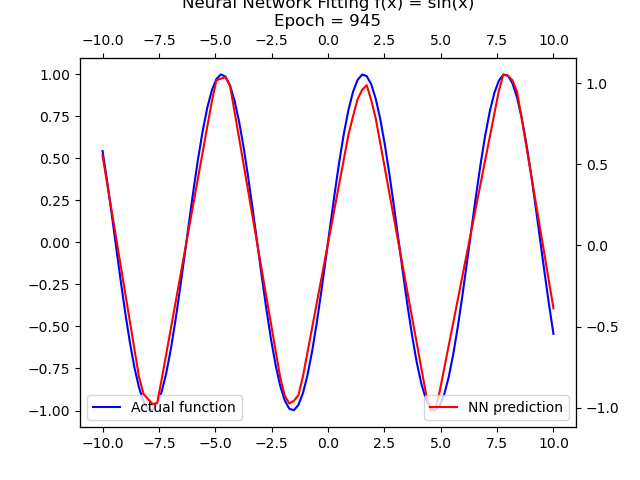 Neural Network Fitting f(x) = sin(x)
Epoch = 945
−10.0 −7.5 −5.0 −2.5 0.0 2.5 5.0 7.5 10.0
1.00
0.75
0.50
0.25
0.00
−0.25
−0.50
−0.75
−1.00
1.0
0.5
0.0
−0.5
−1.0
Actual function
NN prediction
−10.0 −7.5 −5.0 −2.5 0.0 2.5 5.0 7.5 10.0